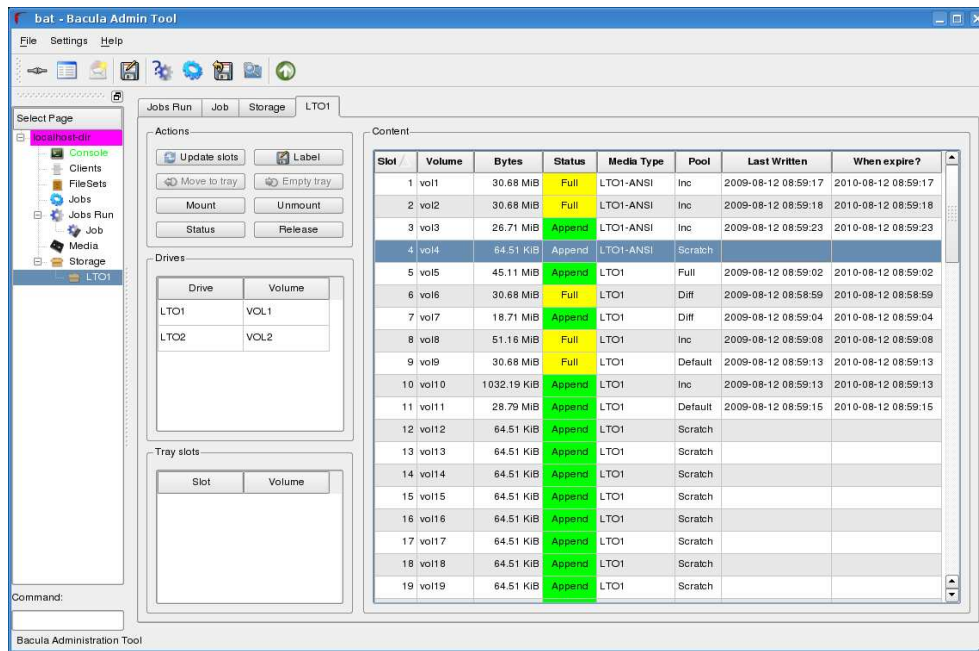 bat - Bacula Admin Tool
File Settings Help
Select Page
localhost-dir
Console
Clients
FileSets
Jobs
Jobs Run
Job
Media
Storage
LTO1
Command:
Jobs Run Job Storage LTO1
Actions
Update slots Label
Move to tray Empty tray
Mount Unmount
Status Release
Drives
Drive Volume
LTO1 VOL1
LTO2 VOL2
Tray slots
Slot Volume
Content
Slot Volume Bytes Status Media Type Pool Last Written When expire?
1 vol1 30.68 MiB Full LTO1-ANSI Inc 2009-08-12 08:59:17 2010-08-12 08:59:17
2 vol2 30.68 MiB Full LTO1-ANSI Inc 2009-08-12 08:59:18 2010-08-12 08:59:18
3 vol3 26.71 MiB Append LTO1-ANSI Inc 2009-08-12 08:59:23 2010-08-12 08:59:23
4 vol4 64.51 KiB Append LTO1-ANSI Scratch
5 vol5 45.11 MiB Append LTO1 Full 2009-08-12 08:59:02 2010-08-12 08:59:02
6 vol6 30.68 MiB Full LTO1 Diff 2009-08-12 08:58:59 2010-08-12 08:58:59
7 vol7 18.71 MiB Append LTO1 Diff 2009-08-12 08:59:04 2010-08-12 08:59:04
8 vol8 51.16 MiB Full LTO1 Inc 2009-08-12 08:59:08 2010-08-12 08:59:08
9 vol9 30.68 MiB Full LTO1 Default 2009-08-12 08:59:13 2010-08-12 08:59:13
10 vol10 1032.19 KiB Append LTO1 Inc 2009-08-12 08:59:13 2010-08-12 08:59:13
11 vol11 28.79 MiB Append LTO1 Default 2009-08-12 08:59:15 2010-08-12 08:59:15
12 vol12 64.51 KiB Append LTO1 Scratch
13 vol13 64.51 KiB Append LTO1 Scratch
14 vol14 64.51 KiB Append LTO1 Scratch
15 vol15 64.51 KiB Append LTO1 Scratch
16 vol16 64.51 KiB Append LTO1 Scratch
17 vol17 64.51 KiB Append LTO1 Scratch
18 vol18 64.51 KiB Append LTO1 Scratch
19 vol19 64.51 KiB Append LTO1 Scratch
Bacula Administration Tool